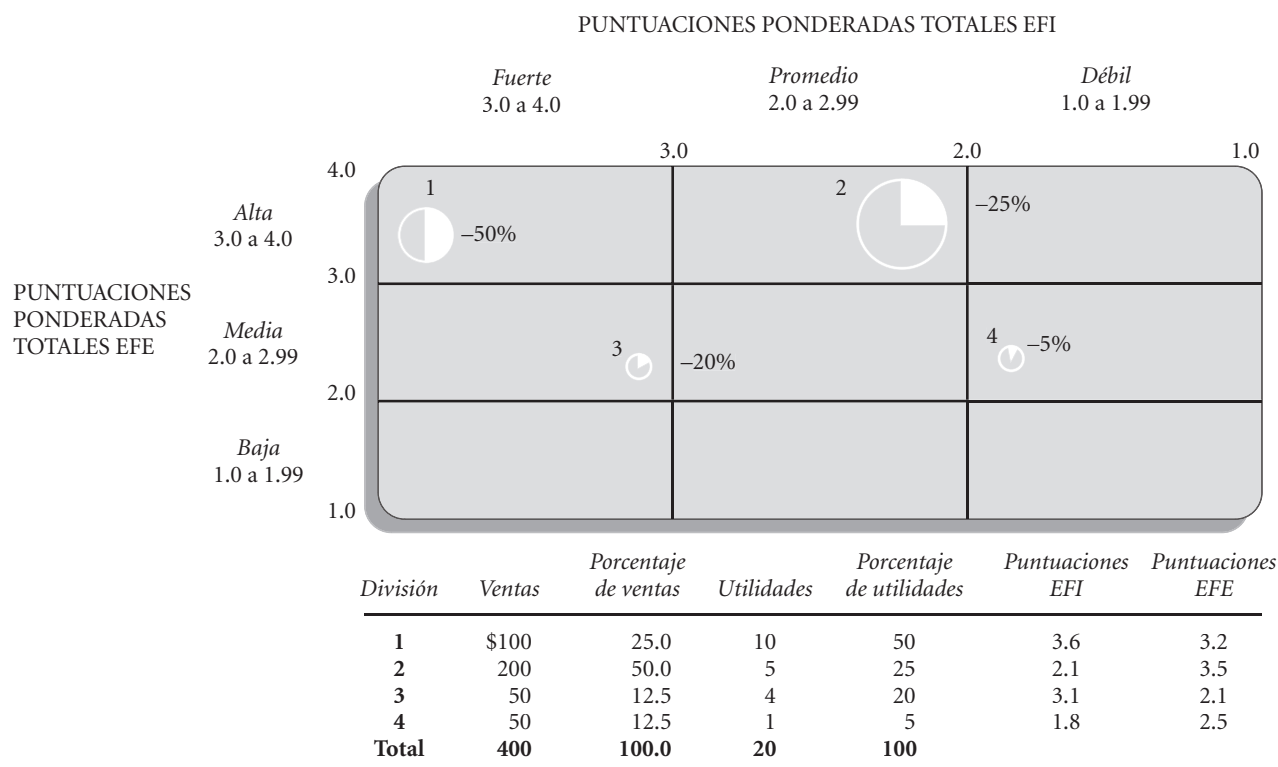 PUNTUACIONES PONDERADAS TOTALES EFI
Fuerte Promedio Débil
3.0 a 4.0 2.0 a 2.99 1.0 a 1.99
3.0 2.0 1.0
4.0
1 2
–25%
Alta
3.0 a 4.0
–50%
3.0
PUNTUACIONES
PONDERADAS
TOTALES EFE
Media
2.0 a 2.99
3 –20%
4 –5%
2.0
Baja
1.0 a 1.99
1.0
Porcentaje Porcentaje Puntuaciones Puntuaciones
División Ventas de ventas Utilidades de utilidades EFI EFE
1 $100 25.0 10 50 3.6 3.2
2 200 50.0 5 25 2.1 3.5
3 50 12.5 4 20 3.1 2.1
4 50 12.5 1 5 1.8 2.5
Total 400 100.0 20 100